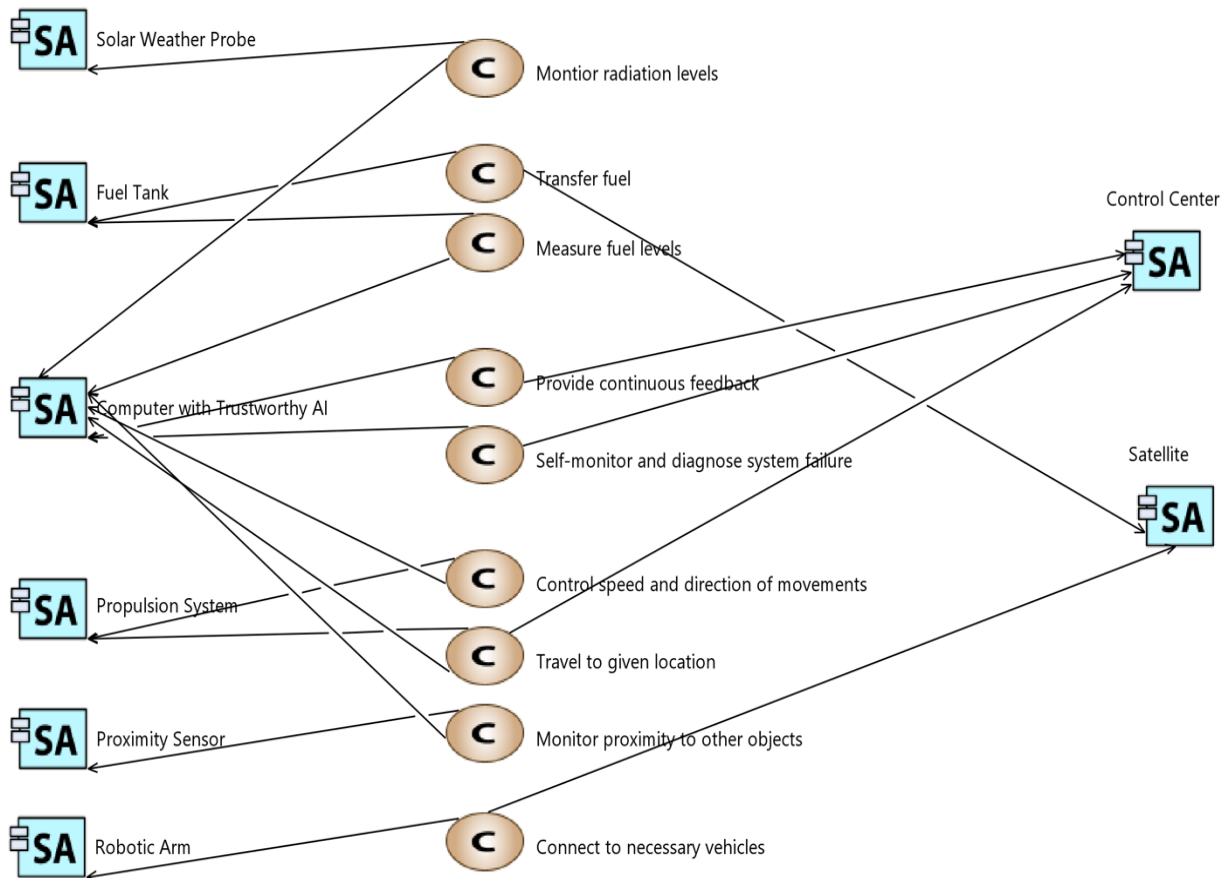 SA Solar Weather Probe
C Montior radiation levels
SA Fuel Tank
C Transfer fuel
Control Center
SA
C Measure fuel levels
SA Computer with Trustworthy AI
C Provide continuous feedback
C Self-monitor and diagnose system failure
Satellite
SA
SA Propulsion System
C Control speed and direction of movements
C Travel to given location
SA Proximity Sensor
C Monitor proximity to other objects
SA Robotic Arm
C Connect to necessary vehicles